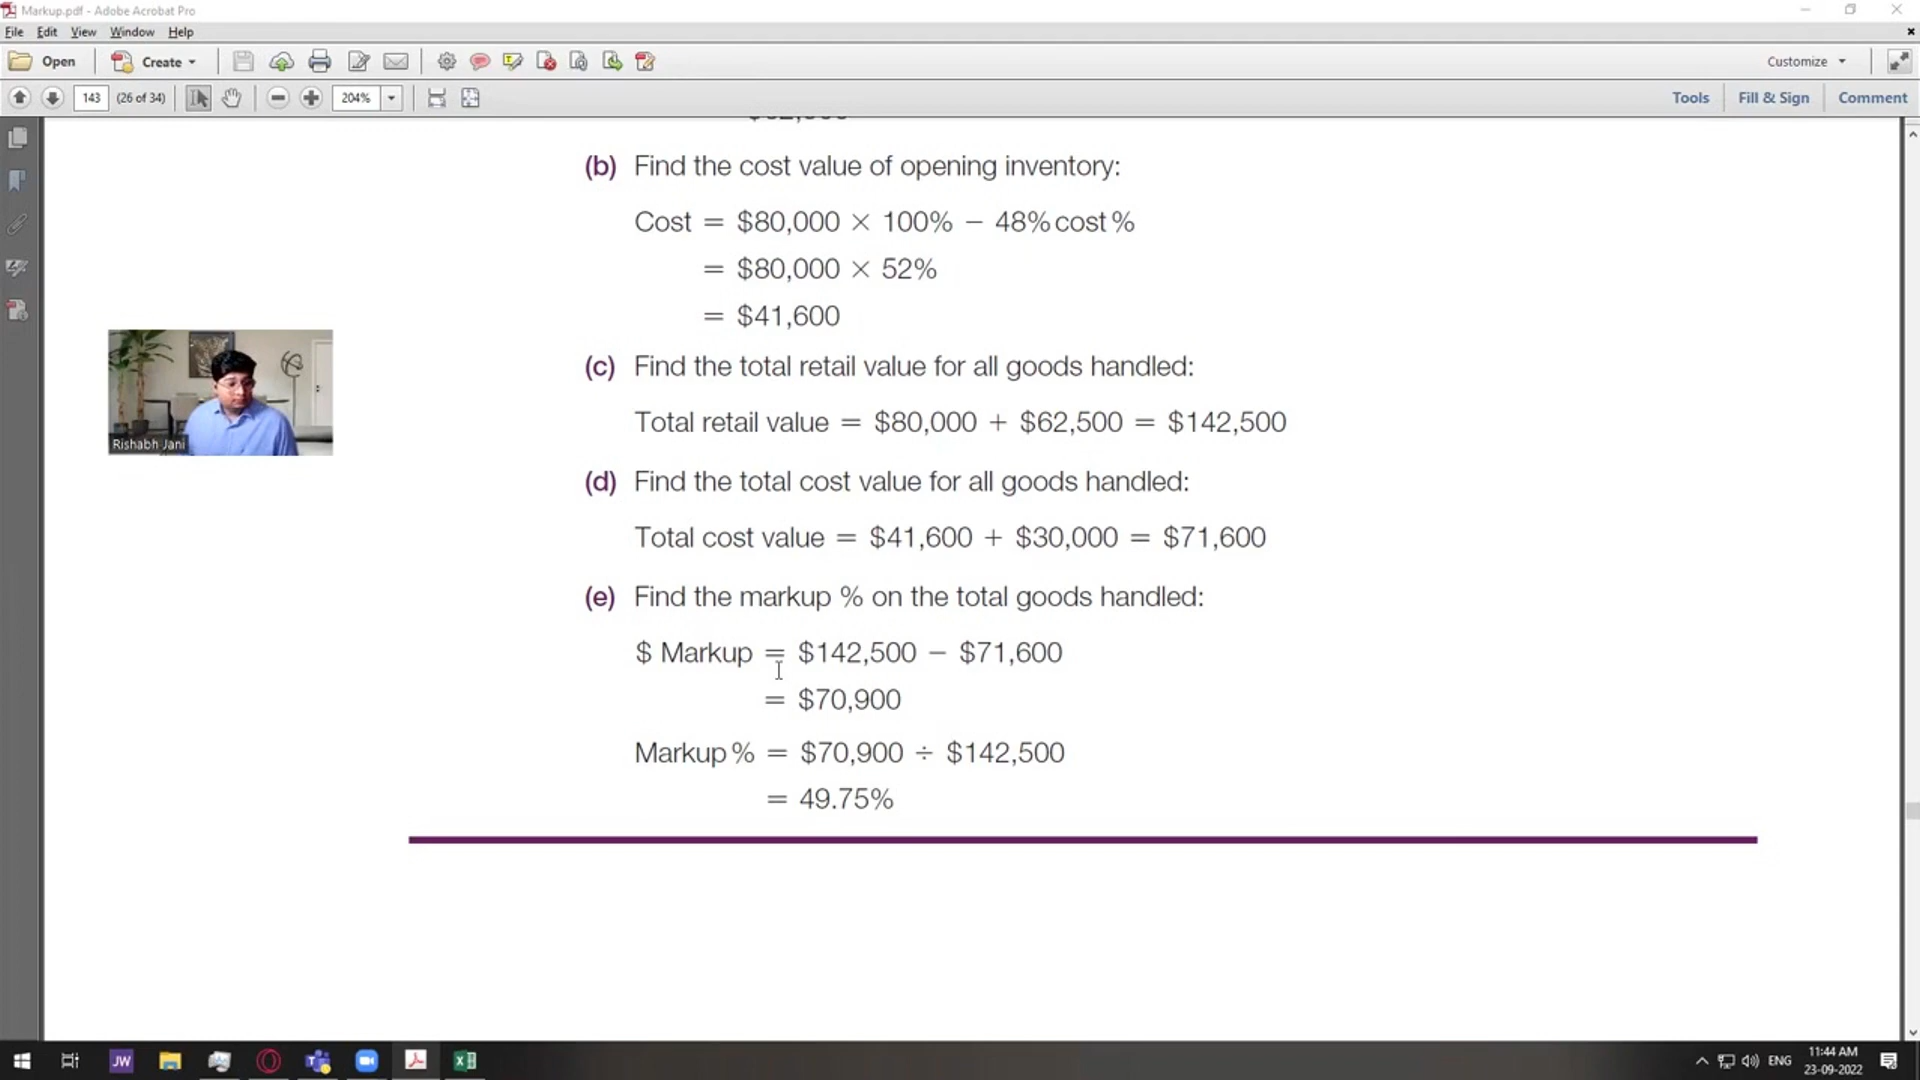 Markup.pdf - Adobe Acrobat Pro
File Edit View Window Help
Open Create Customize
143 (26 of 34) 204% Tools Fill & Sign Comment
(b) Find the cost value of opening inventory:
Cost = $80,000 × 100% − 48% cost %
= $80,000 × 52%
= $41,600
(c) Find the total retail value for all goods handled:
Total retail value = $80,000 + $62,500 = $142,500
(d) Find the total cost value for all goods handled:
Total cost value = $41,600 + $30,000 = $71,600
(e) Find the markup % on the total goods handled:
$ Markup = $142,500 − $71,600
= $70,900
Markup % = $70,900 ÷ $142,500
= 49.75%
Rishabh Jani
JW
ENG
11:44 AM
23-09-2022